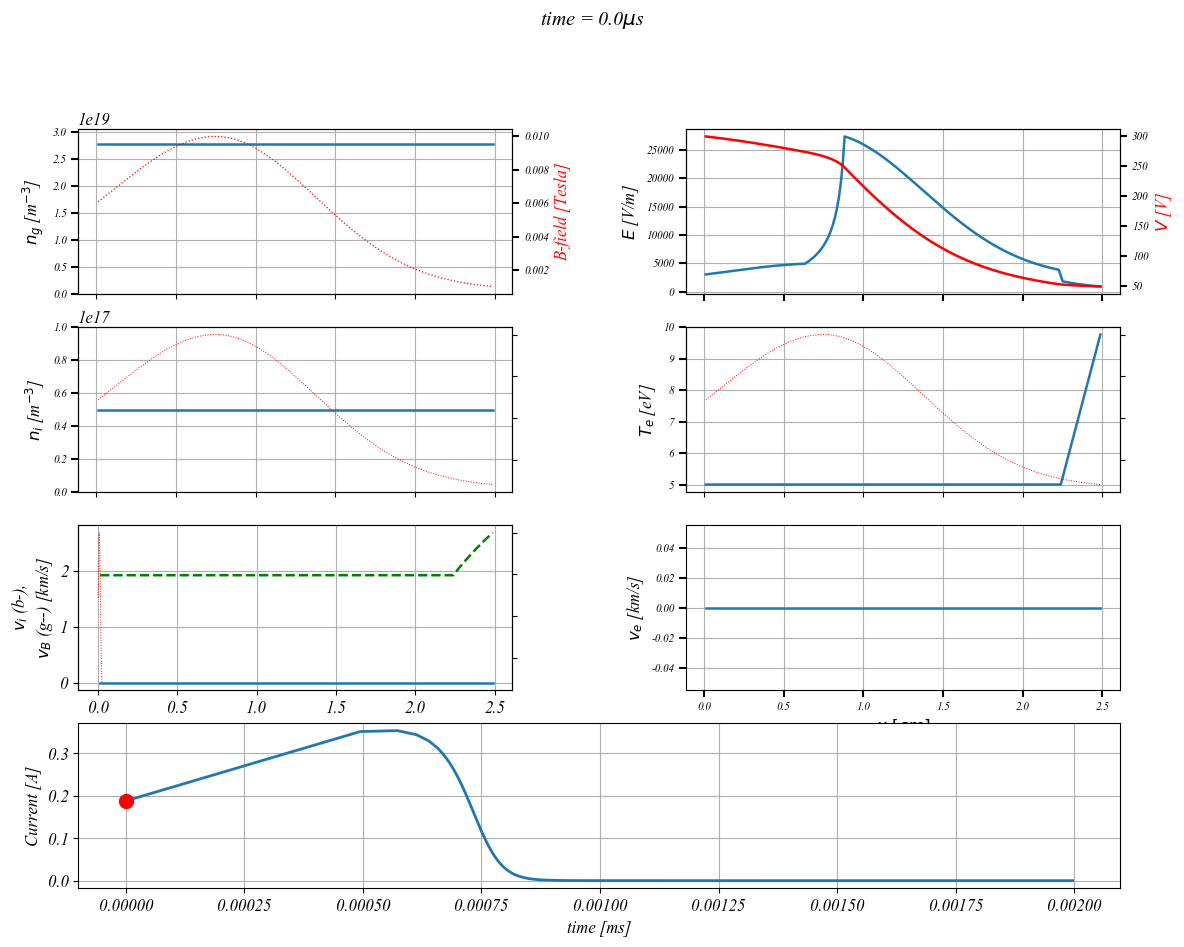 time = 0.0μs
1e19
3.0
2.5
2.0
1.5
1.0
0.5
0.0
n_g [m^{-3}]
0.010
0.008
0.006
0.004
0.002
B-field [Tesla]
25000
20000
15000
10000
5000
0
E [V/m]
300
250
200
150
100
50
V [V]
1e17
1.0
0.8
0.6
0.4
0.2
0.0
n_i [m^{-3}]
10
9
8
7
6
5
T_e [eV]
2
1
0
v_i (b-),
v_B (g--) [km/s]
0.0 0.5 1.0 1.5 2.0 2.5
0.04
0.02
0.00
-0.02
-0.04
v_e [km/s]
0.0 0.5 1.0 1.5 2.0 2.5
0.3
0.2
0.1
0.0
Current [A]
0.00000 0.00025 0.00050 0.00075 0.00100 0.00125 0.00150 0.00175 0.00200
time [ms]